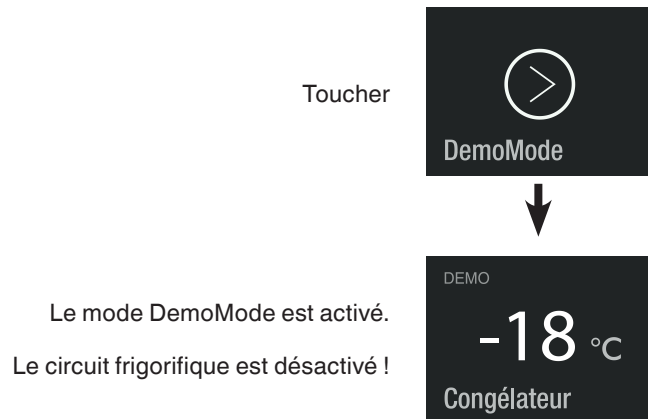 Toucher
DemoMode
DEMO
-18 °C
Le mode DemoMode est activé.
Le circuit frigorifique est désactivé !
Congélateur